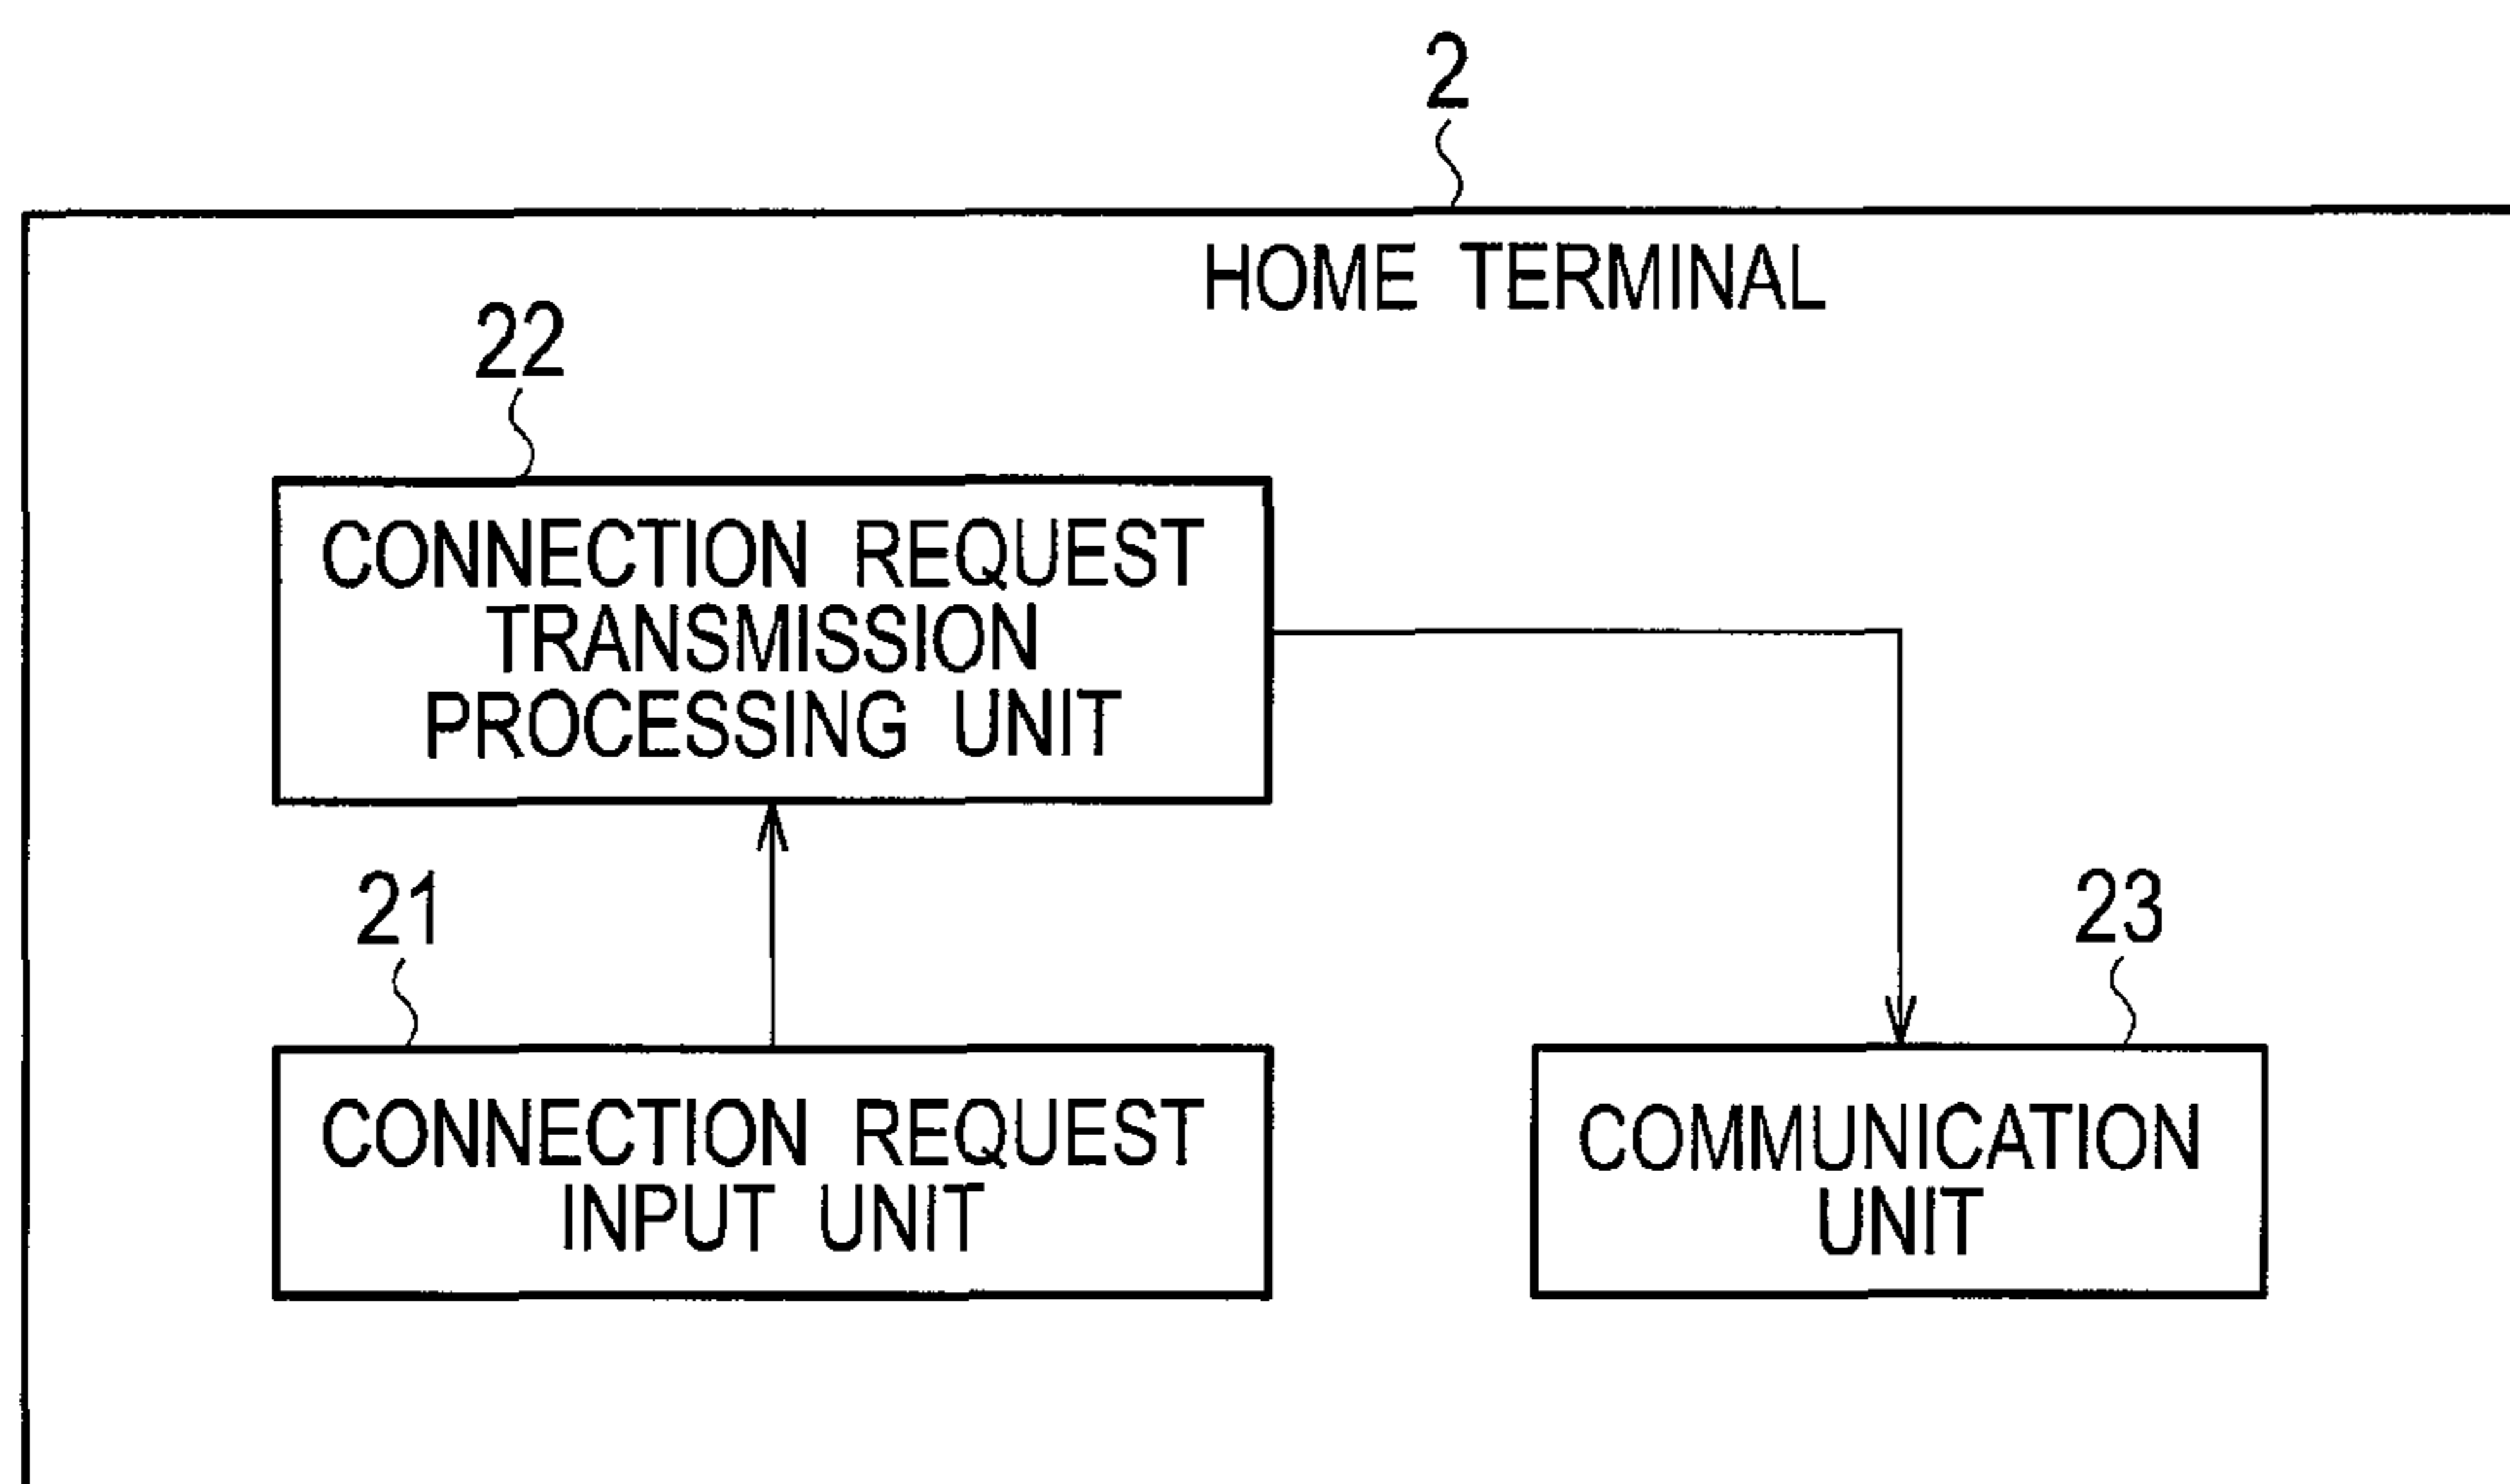 2
HOME TERMINAL
22
CONNECTION REQUEST
TRANSMISSION
PROCESSING UNIT
21
CONNECTION REQUEST
INPUT UNIT
23
COMMUNICATION
UNIT